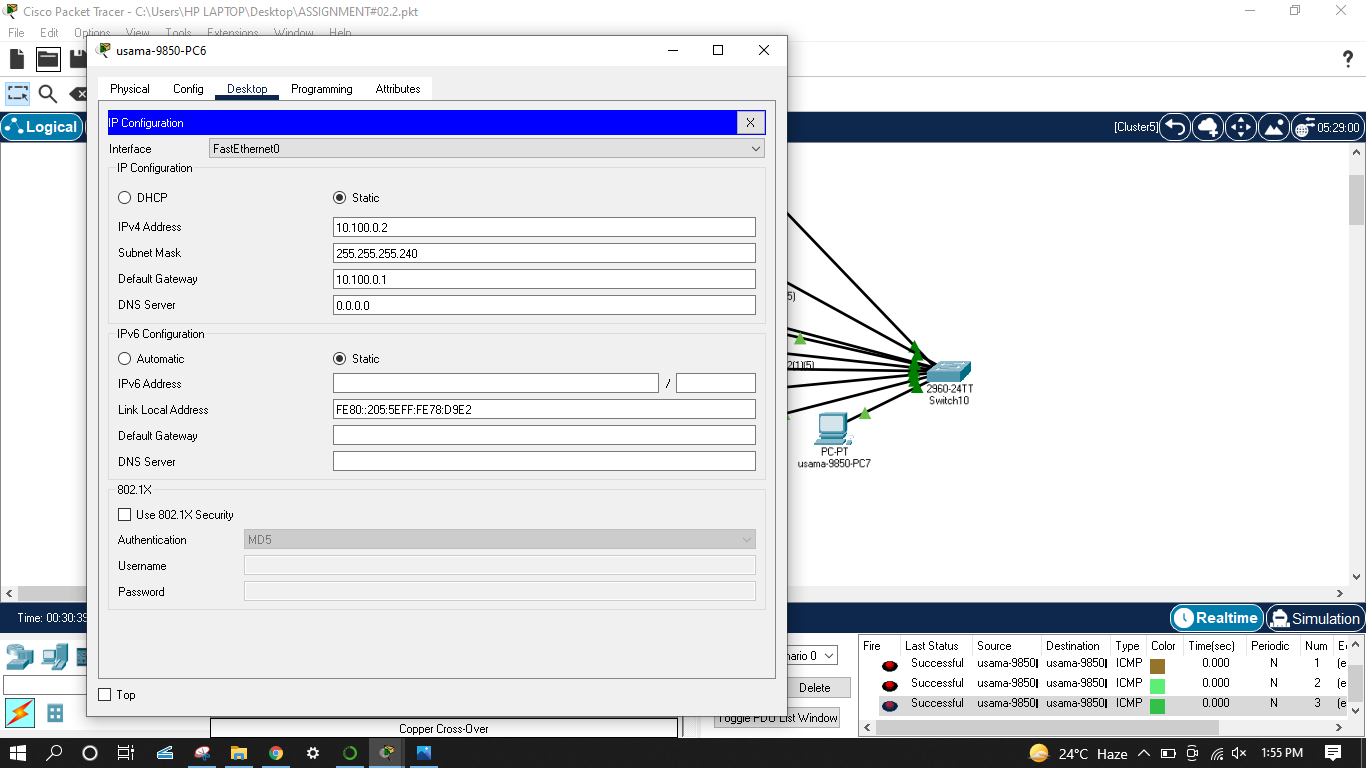 Cisco Packet Tracer - C:\Users\HP LAPTOP\Desktop\ASSIGNMENT#02.2.pkt
File Edit Options View Tools Extensions Window Help
usama-9850-PC6
Physical Config Desktop Programming Attributes
IP Configuration X
Interface FastEthernet0
IP Configuration
DHCP Static
IPv4 Address 10.100.0.2
Subnet Mask 255.255.255.240
Default Gateway 10.100.0.1
DNS Server 0.0.0.0
IPv6 Configuration
Automatic Static
IPv6 Address /
Link Local Address FE80::205:5EFF:FE78:D9E2
Default Gateway
DNS Server
802.1X
Use 802.1X Security
Authentication MD5
Username
Password
Top
Logical
[Cluster5] 05:29:00
5)
2(1)(5)
2960-24TT
Switch10
PC-PT
usama-9850-PC7
Time: 00:30:39
Realtime Simulation
nario 0
Delete
Toggle PDU List Window
Fire Last Status Source Destination Type Color Time(sec) Periodic Num
Successful usama-9850 usama-9850 ICMP 0.000 N 1 (e
Successful usama-9850 usama-9850 ICMP 0.000 N 2 (e
Successful usama-9850 usama-9850 ICMP 0.000 N 3 (e
Copper Cross-Over
24°C Haze 1:55 PM